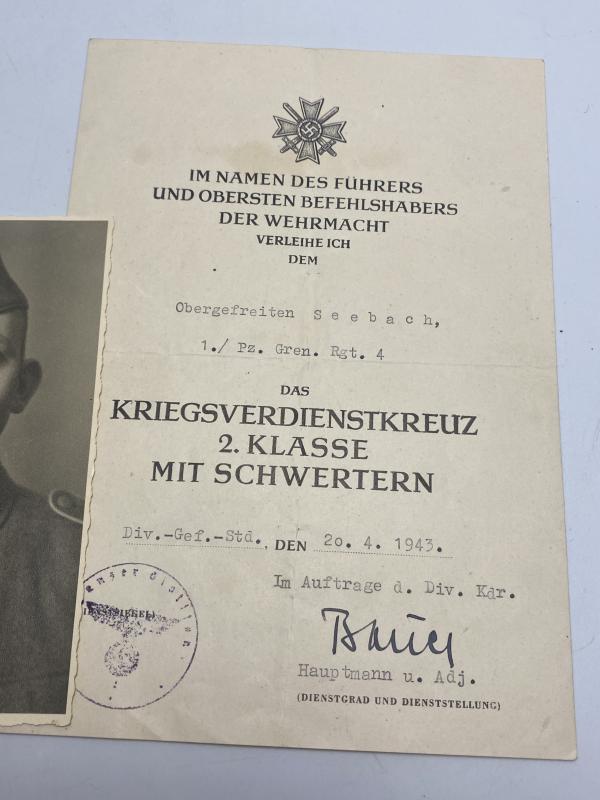 IM NAMEN DES FÜHRERS
UND OBERSTEN BEFEHLSHABERS
DER WEHRMACHT
VERLEIHE ICH
DEM
Obergefreiten Seebach,
1./ Pz. Gren. Rgt. 4
DAS
KRIEGSVERDIENSTKREUZ
2. KLASSE
MIT SCHWERTERN
Div.-Gef.-Std., DEN 20. 4. 1943.
Im Auftrage d. Div. Kdr.
Hauptmann u. Adj.
(DIENSTGRAD UND DIENSTSTELLUNG)